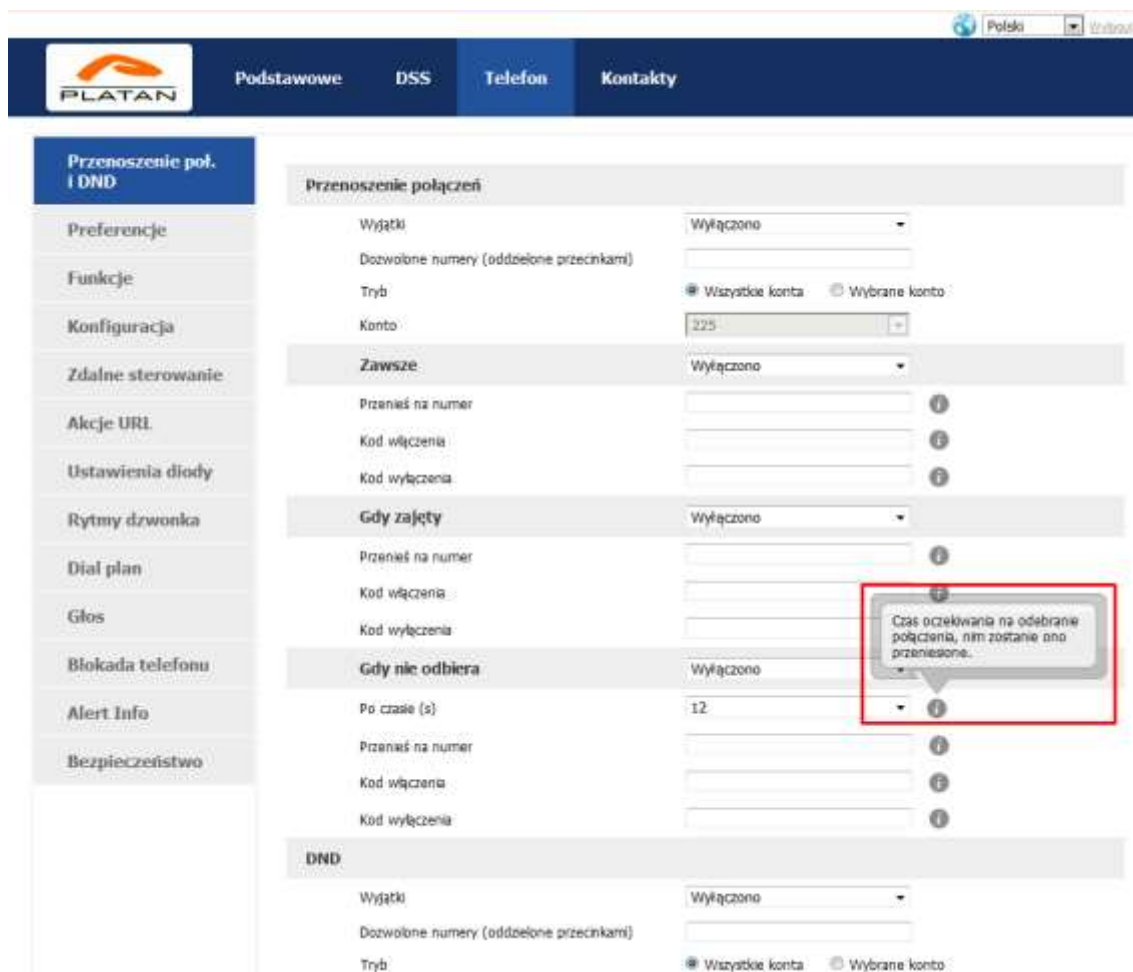 Polski
PLATAN
Podstawowe DSS Telefon Kontakty
Przenoszenie poł.
i DND
Preferencje
Funkcje
Konfiguracja
Zdalne sterowanie
Akcje URL
Ustawienia diody
Rytmy dzwonka
Dial plan
Głos
Blokada telefonu
Alert Info
Bezpieczeństwo
Przenoszenie połączeń
Wyjątki Wyłączono
Dozwolone numery (oddzielone przecinkami)
Tryb Wszystkie konta Wybrane konto
Konto 225
Zawsze Wyłączono
Przenieś na numer
Kod włączenia
Kod wyłączenia
Gdy zajęty Wyłączono
Przenieś na numer
Kod włączenia
Kod wyłączenia
Czas oczekiwania na odebranie
połączenia, nim zostanie ono
przeniesione.
Gdy nie odbiera Wyłączono
Po czasie (s) 12
Przenieś na numer
Kod włączenia
Kod wyłączenia
DND
Wyjątki Wyłączono
Dozwolone numery (oddzielone przecinkami)
Tryb Wszystkie konta Wybrane konto